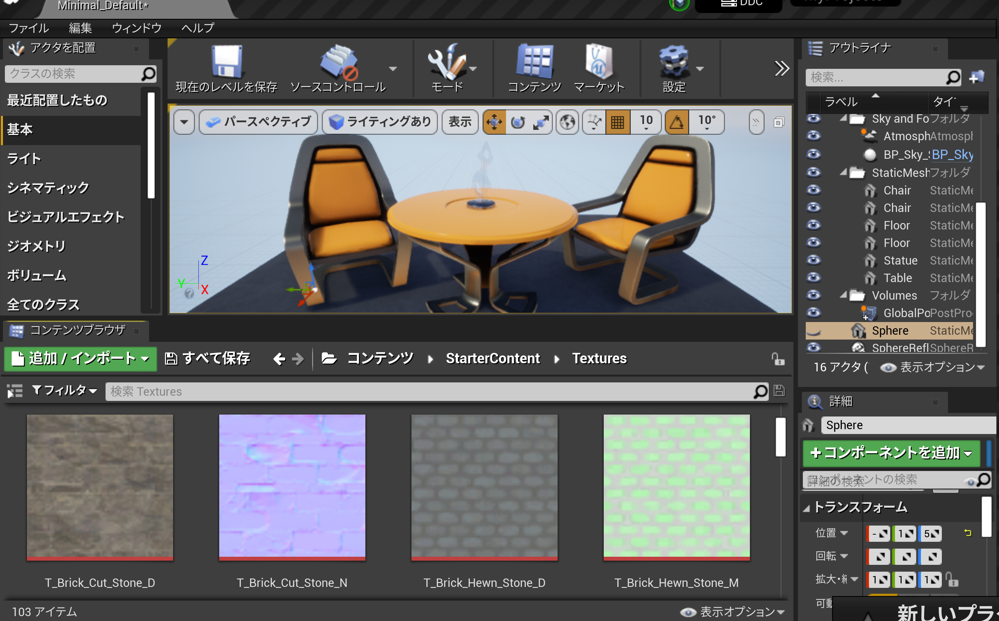 Minimal_Default*
DDC
ファイル 編集 ウィンドウ ヘルプ
アクタを配置
クラスの検索
最近配置したもの
基本
ライト
シネマティック
ビジュアルエフェクト
ジオメトリ
ボリューム
全てのクラス
現在のレベルを保存 ソースコントロール モード コンテンツ マーケット 設定
パースペクティブ ライティングあり 表示 10 10°
Z
Y
X
アウトライナ
検索...
ラベル タイ
Sky and Fo フォルダ
Atmosph Atmosph
BP_Sky_S BP_Sky
StaticMesh フォルダ
Chair StaticMe
Chair StaticMe
Floor StaticMe
Floor StaticMe
Statue StaticMe
Table StaticMe
Volumes フォルダ
GlobalPo PostPro
Sphere StaticMe
SphereRefl SphereR
16 アクタ ( 表示オプション
コンテンツブラウザ
追加 / インポート すべて保存 コンテンツ StarterContent Textures
フィルタ 検索 Textures
T_Brick_Cut_Stone_D T_Brick_Cut_Stone_N T_Brick_Hewn_Stone_D T_Brick_Hewn_Stone_M
103 アイテム 表示オプション
詳細
Sphere
コンポーネントを追加
詳細の検索
トランスフォーム
位置 - 1 5
回転
拡大・ 1 1 1
新しいプラ